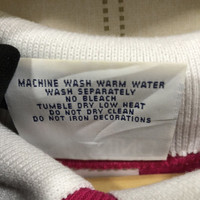 MACHINE WASH WARM WATER
WASH SEPARATELY
NO BLEACH
TUMBLE DRY LOW HEAT
DO NOT DRY CLEAN
DO NOT IRON DECORATIONS